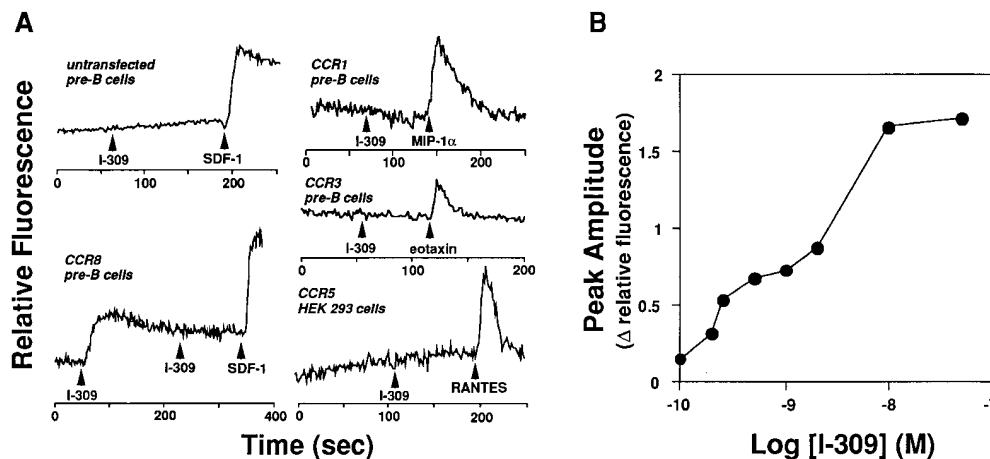 A
Relative Fluorescence
untransfected
pre-B cells
I-309
SDF-1
0
100
200
CCR1
pre-B cells
I-309
MIP-1α
0
100
200
CCR3
pre-B cells
I-309
eotaxin
0
100
200
CCR8
pre-B cells
I-309
I-309
SDF-1
0
200
400
CCR5
HEK 293 cells
I-309
RANTES
0
100
200
Time (sec)
B
Peak Amplitude
(Δ relative fluorescence)
2
1.5
1
0.5
0
-10
-9
-8
Log [I-309] (M)